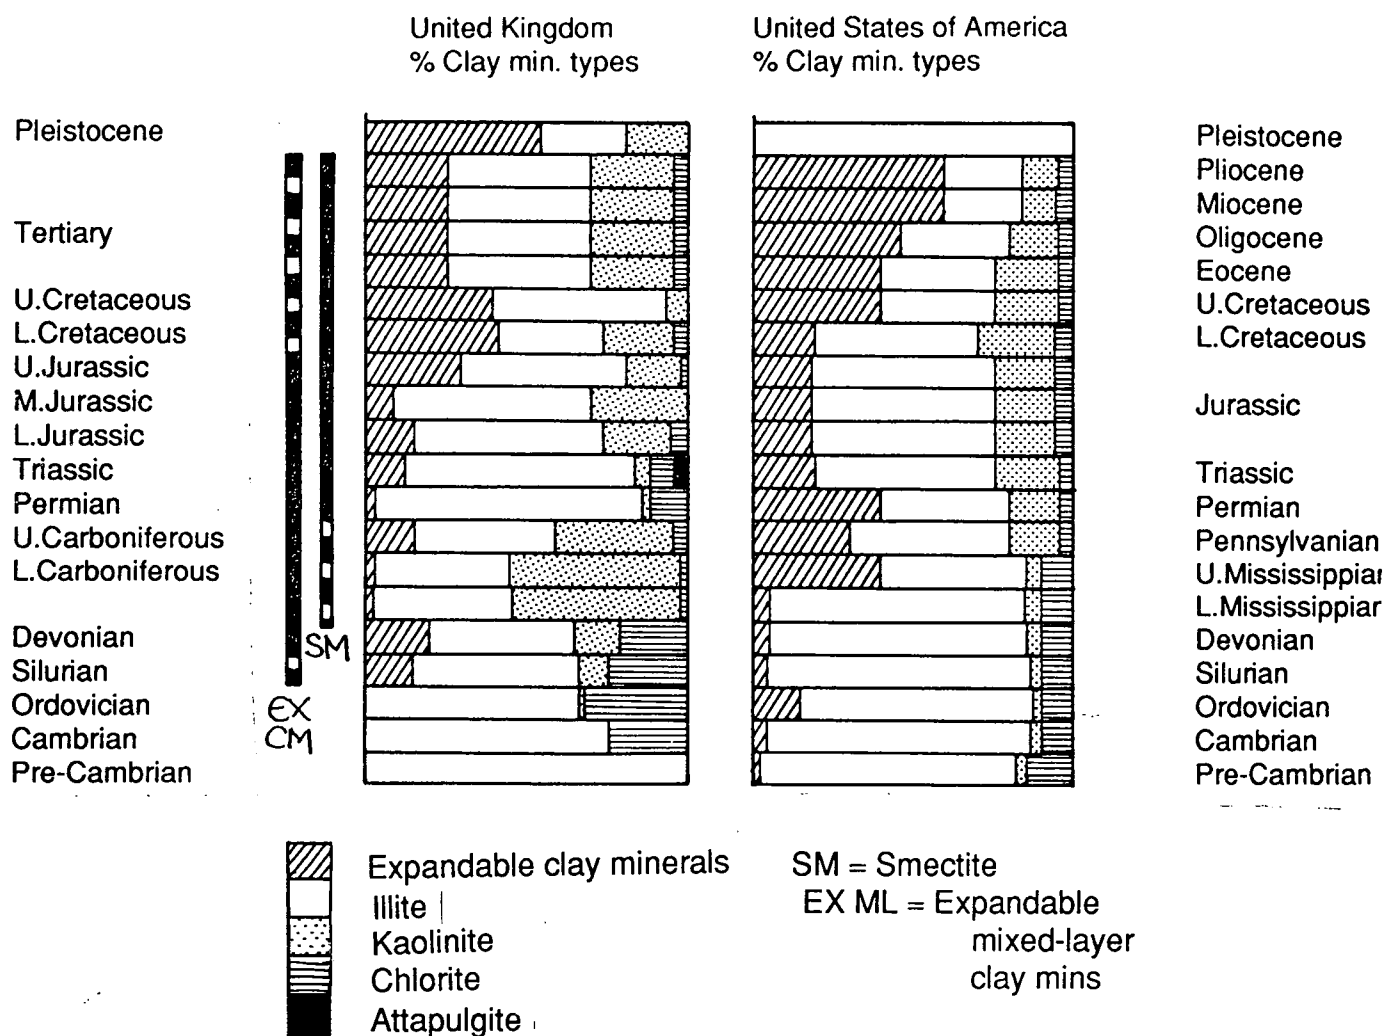 United Kingdom
% Clay min. types
United States of America
% Clay min. types
Pleistocene
Tertiary
U.Cretaceous
L.Cretaceous
U.Jurassic
M.Jurassic
L.Jurassic
Triassic
Permian
U.Carboniferous
L.Carboniferous
Devonian
Silurian
Ordovician
Cambrian
Pre-Cambrian
SM
EX
CM
Pleistocene
Pliocene
Miocene
Oligocene
Eocene
U.Cretaceous
L.Cretaceous
Jurassic
Triassic
Permian
Pennsylvanian
U.Mississippian
L.Mississippian
Devonian
Silurian
Ordovician
Cambrian
Pre-Cambrian
Expandable clay minerals
Illite
Kaolinite
Chlorite
Attapulgite
SM = Smectite
EX ML = Expandable
mixed-layer
clay mins